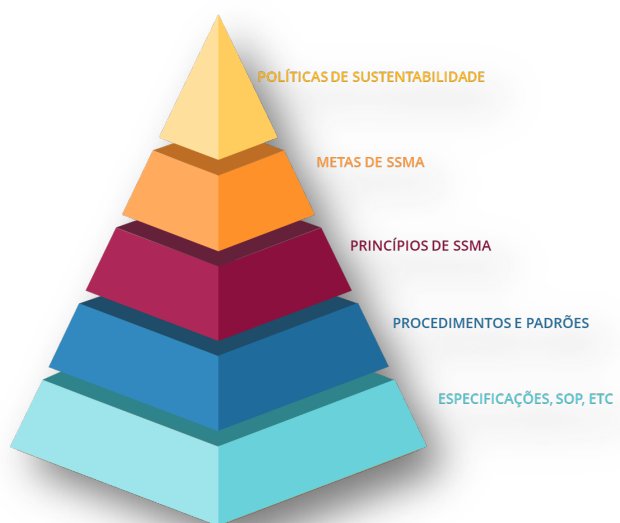 POLÍTICAS DE SUSTENTABILIDADE
METAS DE SSMA
PRINCÍPIOS DE SSMA
PROCEDIMENTOS E PADRÕES
ESPECIFICAÇÕES, SOP, ETC